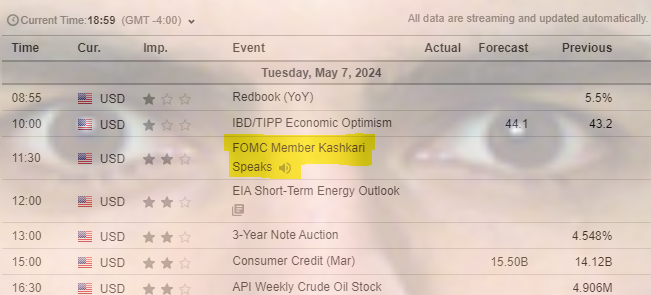 Current Time: 18:59 (GMT -4:00)
All data are streaming and updated automatically.
Time Cur. Imp. Event Actual Forecast Previous
Tuesday, May 7, 2024
08:55 USD Redbook (YoY) 5.5%
10:00 USD IBD/TIPP Economic Optimism 44.1 43.2
11:30 USD FOMC Member Kashkari
Speaks
12:00 USD EIA Short-Term Energy Outlook
13:00 USD 3-Year Note Auction 4.548%
15:00 USD Consumer Credit (Mar) 15.50B 14.12B
16:30 USD API Weekly Crude Oil Stock 4.906M